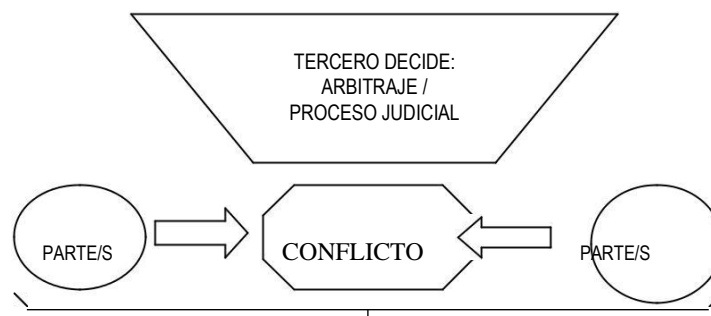 TERCERO DECIDE:
ARBITRAJE /
PROCESO JUDICIAL
PARTE/S
CONFLICTO
PARTE/S